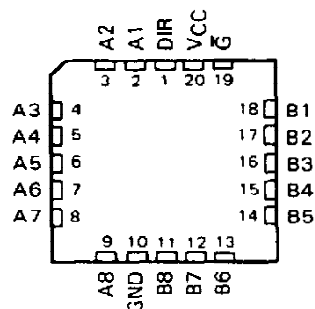 A2 A1 DIR VCC G
3 2 1 20 19
A3 4 18 B1
A4 5 17 B2
A5 6 16 B3
A6 7 15 B4
A7 8 14 B5
9 10 11 12 13
A8 GND B8 B7 B6